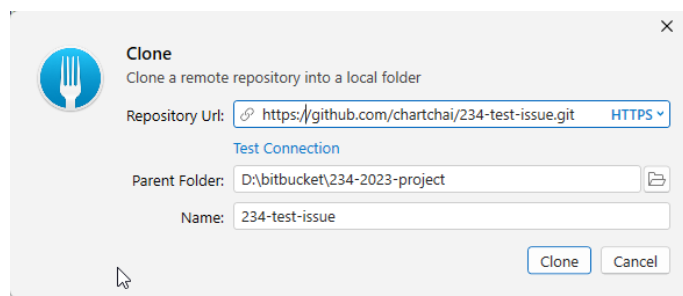 Clone
Clone a remote repository into a local folder
Repository Url: https://github.com/chartchai/234-test-issue.git HTTPS
Test Connection
Parent Folder: D:\bitbucket\234-2023-project
Name: 234-test-issue
Clone Cancel